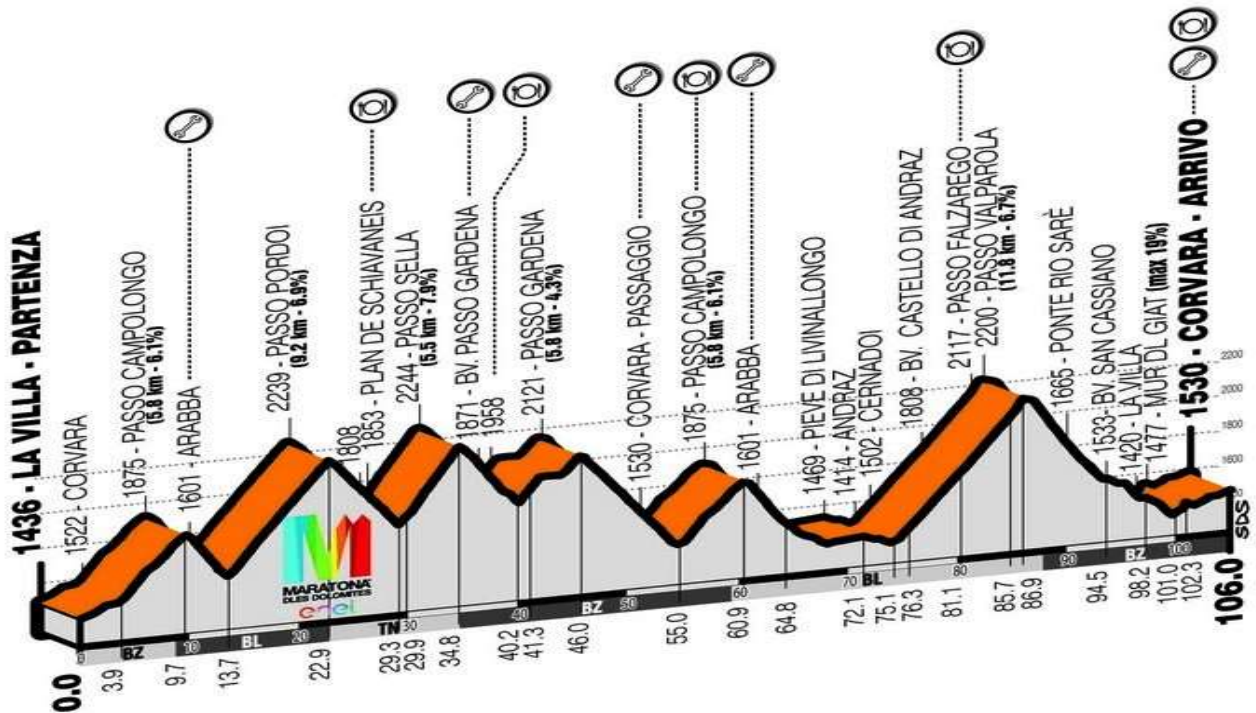 1436 - LA VILLA - PARTENZA
1522 - CORVARA
1875 - PASSO CAMPOLONGO
(5.8 km - 6.1%)
1601 - ARABBA
2239 - PASSO PORDOI
(9.2 km - 6.9%)
1808
1853 - PLAN DE SCHIAVANEIS
2244 - PASSO SELLA
(5.5 km - 7.9%)
1871 - BV. PASSO GARDENA
1958
2121 - PASSO GARDENA
(5.8 km - 4.3%)
1530 - CORVARA - PASSAGGIO
1875 - PASSO CAMPOLONGO
(5.8 km - 6.1%)
1601 - ARABBA
1469 - PIEVE DI LIVINALLONGO
1414 - ANDRAZ
1502 - CERNADOI
1808 - BV. CASTELLO DI ANDRAZ
2117 - PASSO FALZAREGO
2200 - PASSO VALPAROLA
(11.8 km - 6.7%)
1665 - PONTE RIO SARÈ
1533- BV. SAN CASSIANO
1420 - LA VILLA
1477 - MUR DL GIAT (max 19%)
1530 - CORVARA - ARRIVO
2200
2000
1800
1600
SDS
MARATONA
DLES DOLOMITES
enel
0
BZ
10
BL
20
TN
30
40
BZ
50
60
70
BL
80
90
BZ
100
0.0
3.9
9.7
13.7
22.9
29.3
29.9
34.8
40.2
41.3
46.0
55.0
60.9
64.8
72.1
75.1
76.3
81.1
85.7
86.9
94.5
98.2
101.0
102.3
106.0